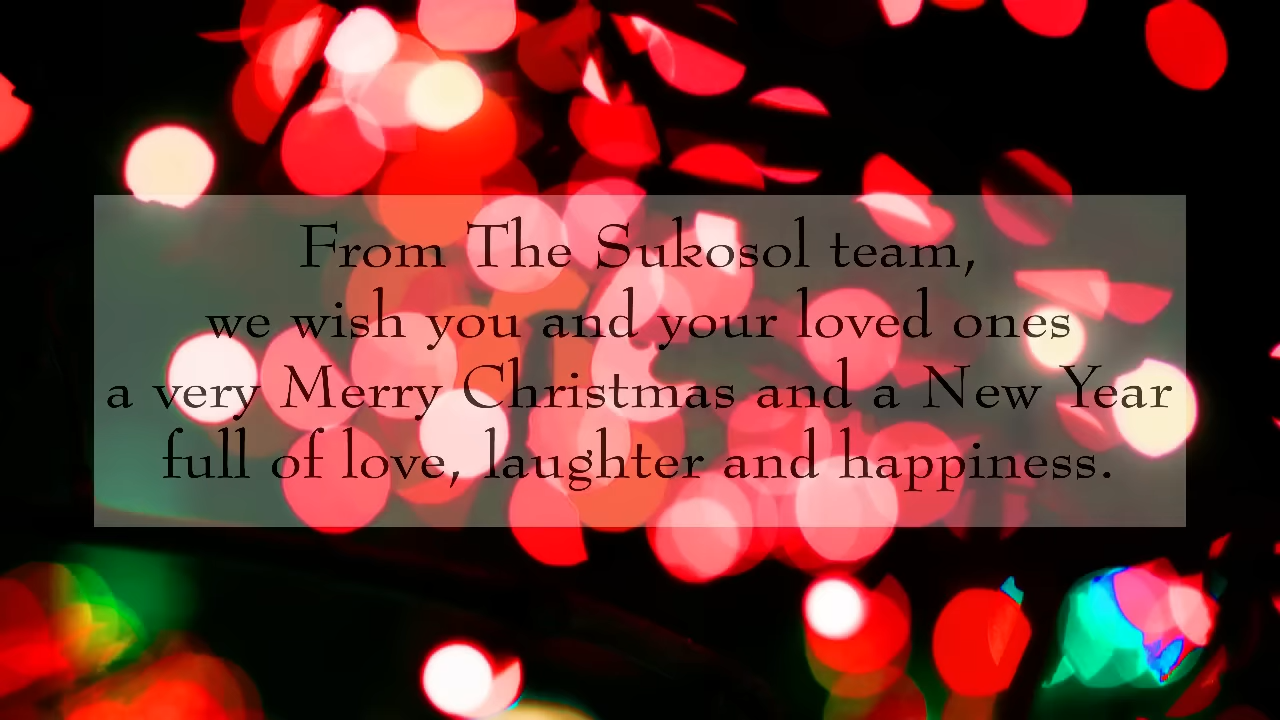 From The Sukosol team,
we wish you and your loved ones
a very Merry Christmas and a New Year
full of love, laughter and happiness.